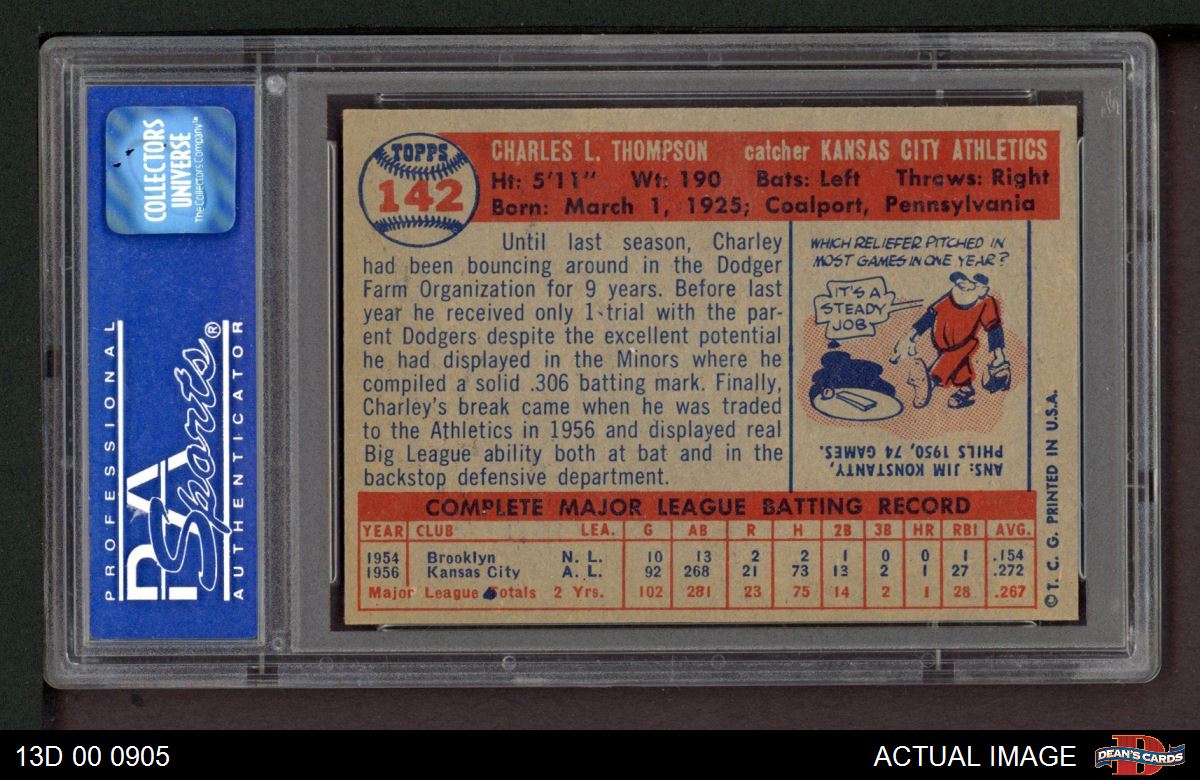 COLLECTORS
UNIVERSE
The Collectors Company™
PROFESSIONAL
PSA
Sports®
AUTHENTICATOR
TOPPS
142
CHARLES L. THOMPSON catcher KANSAS CITY ATHLETICS
Ht: 5'11" Wt: 190 Bats: Left Throws: Right
Born: March 1, 1925; Coalport, Pennsylvania
Until last season, Charley
had been bouncing around in the Dodger
Farm Organization for 9 years. Before last
year he received only 1 trial with the par-
ent Dodgers despite the excellent potential
he had displayed in the Minors where he
compiled a solid .306 batting mark. Finally,
Charley's break came when he was traded
to the Athletics in 1956 and displayed real
Big League ability both at bat and in the
backstop defensive department.
WHICH RELIEFER PITCHED IN
MOST GAMES IN ONE YEAR?
IT'S A
STEADY
JOB
ANS: JIM KONSTANTY,
PHILS 1950, 74 GAMES.
COMPLETE MAJOR LEAGUE BATTING RECORD
YEAR CLUB LEA. G AB R H 2B 3B HR RBI AVG.
1954 Brooklyn N. L. 10 13 2 2 1 0 0 1 .154
1956 Kansas City A. L. 92 268 21 73 13 2 1 27 .272
Major League Totals 2 Yrs. 102 281 23 75 14 2 1 28 .267
© T. C. G. PRINTED IN U.S.A.
13D 00 0905
ACTUAL IMAGE
D
DEAN'S CARDS